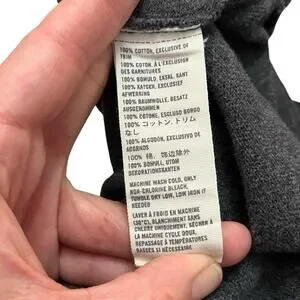 100% COTTON, EXCLUSIVE OF
TRIM
100% COTON, À L'EXCLUSION
DES GARNITURES
100% BOMULD, EKSKL. KANT
100% KATOEN, EXCLUSIEF
AFWERKING
100% BAUMWOLLE, BESATZ
AUSGENOMMEN
100% COTONE, ESCLUSO BORDO
100% コットン、トリム
なし
100% ALGODÓN, EXCLUSIVO DE
ADORNOS
100% 棉, 饰边除外
100% BOMULL, UTOM
DEKORATIONSKANTEN
MACHINE WASH COLD, ONLY
NON-CHLORINE BLEACH,
TUMBLE DRY LOW, LOW IRON IF
NEEDED
LAVER À FROID EN MACHINE
(30°C), BLANCHIMENT SANS
CHLORE UNIQUEMENT, SÉCHER À
LA MACHINE CYCLE DOUX,
REPASSAGE À TEMPÉRATURES
BASSES SI NÉCESSAIRE